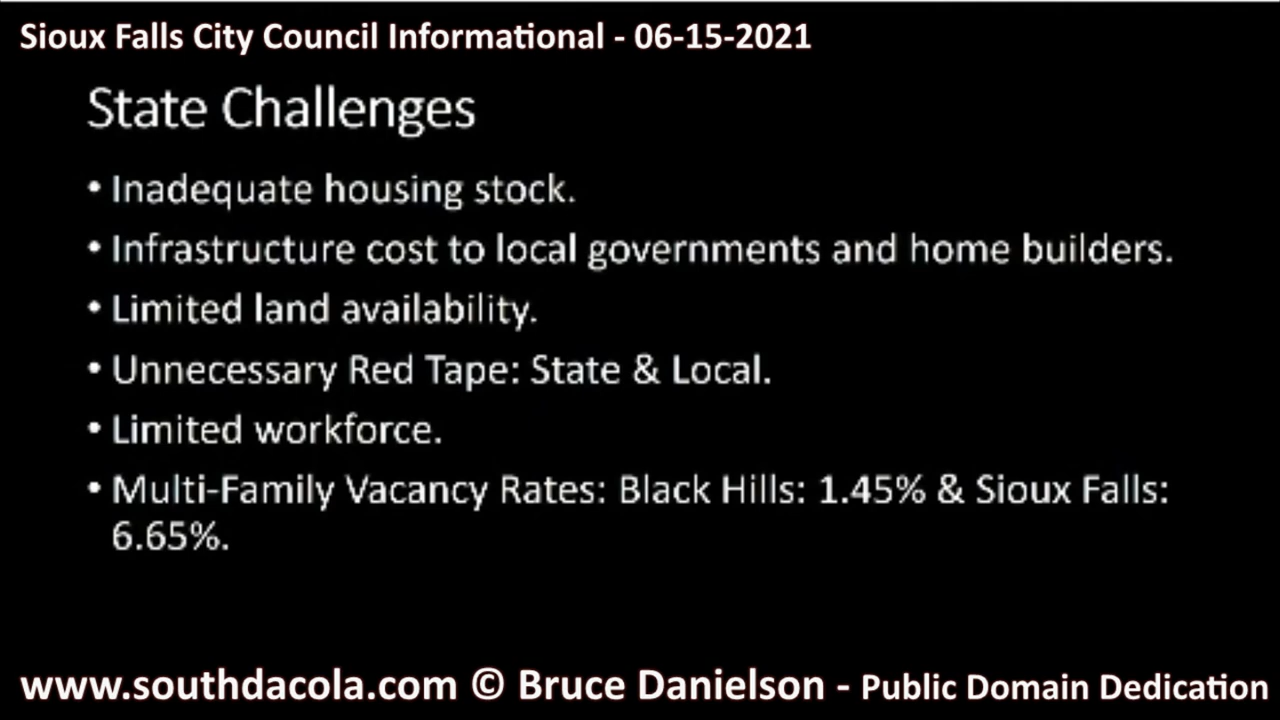 Sioux Falls City Council Informational - 06-15-2021
State Challenges
• Inadequate housing stock.
• Infrastructure cost to local governments and home builders.
• Limited land availability.
• Unnecessary Red Tape: State & Local.
• Limited workforce.
• Multi-Family Vacancy Rates: Black Hills: 1.45% & Sioux Falls:
6.65%.
www.southdacola.com © Bruce Danielson - Public Domain Dedication